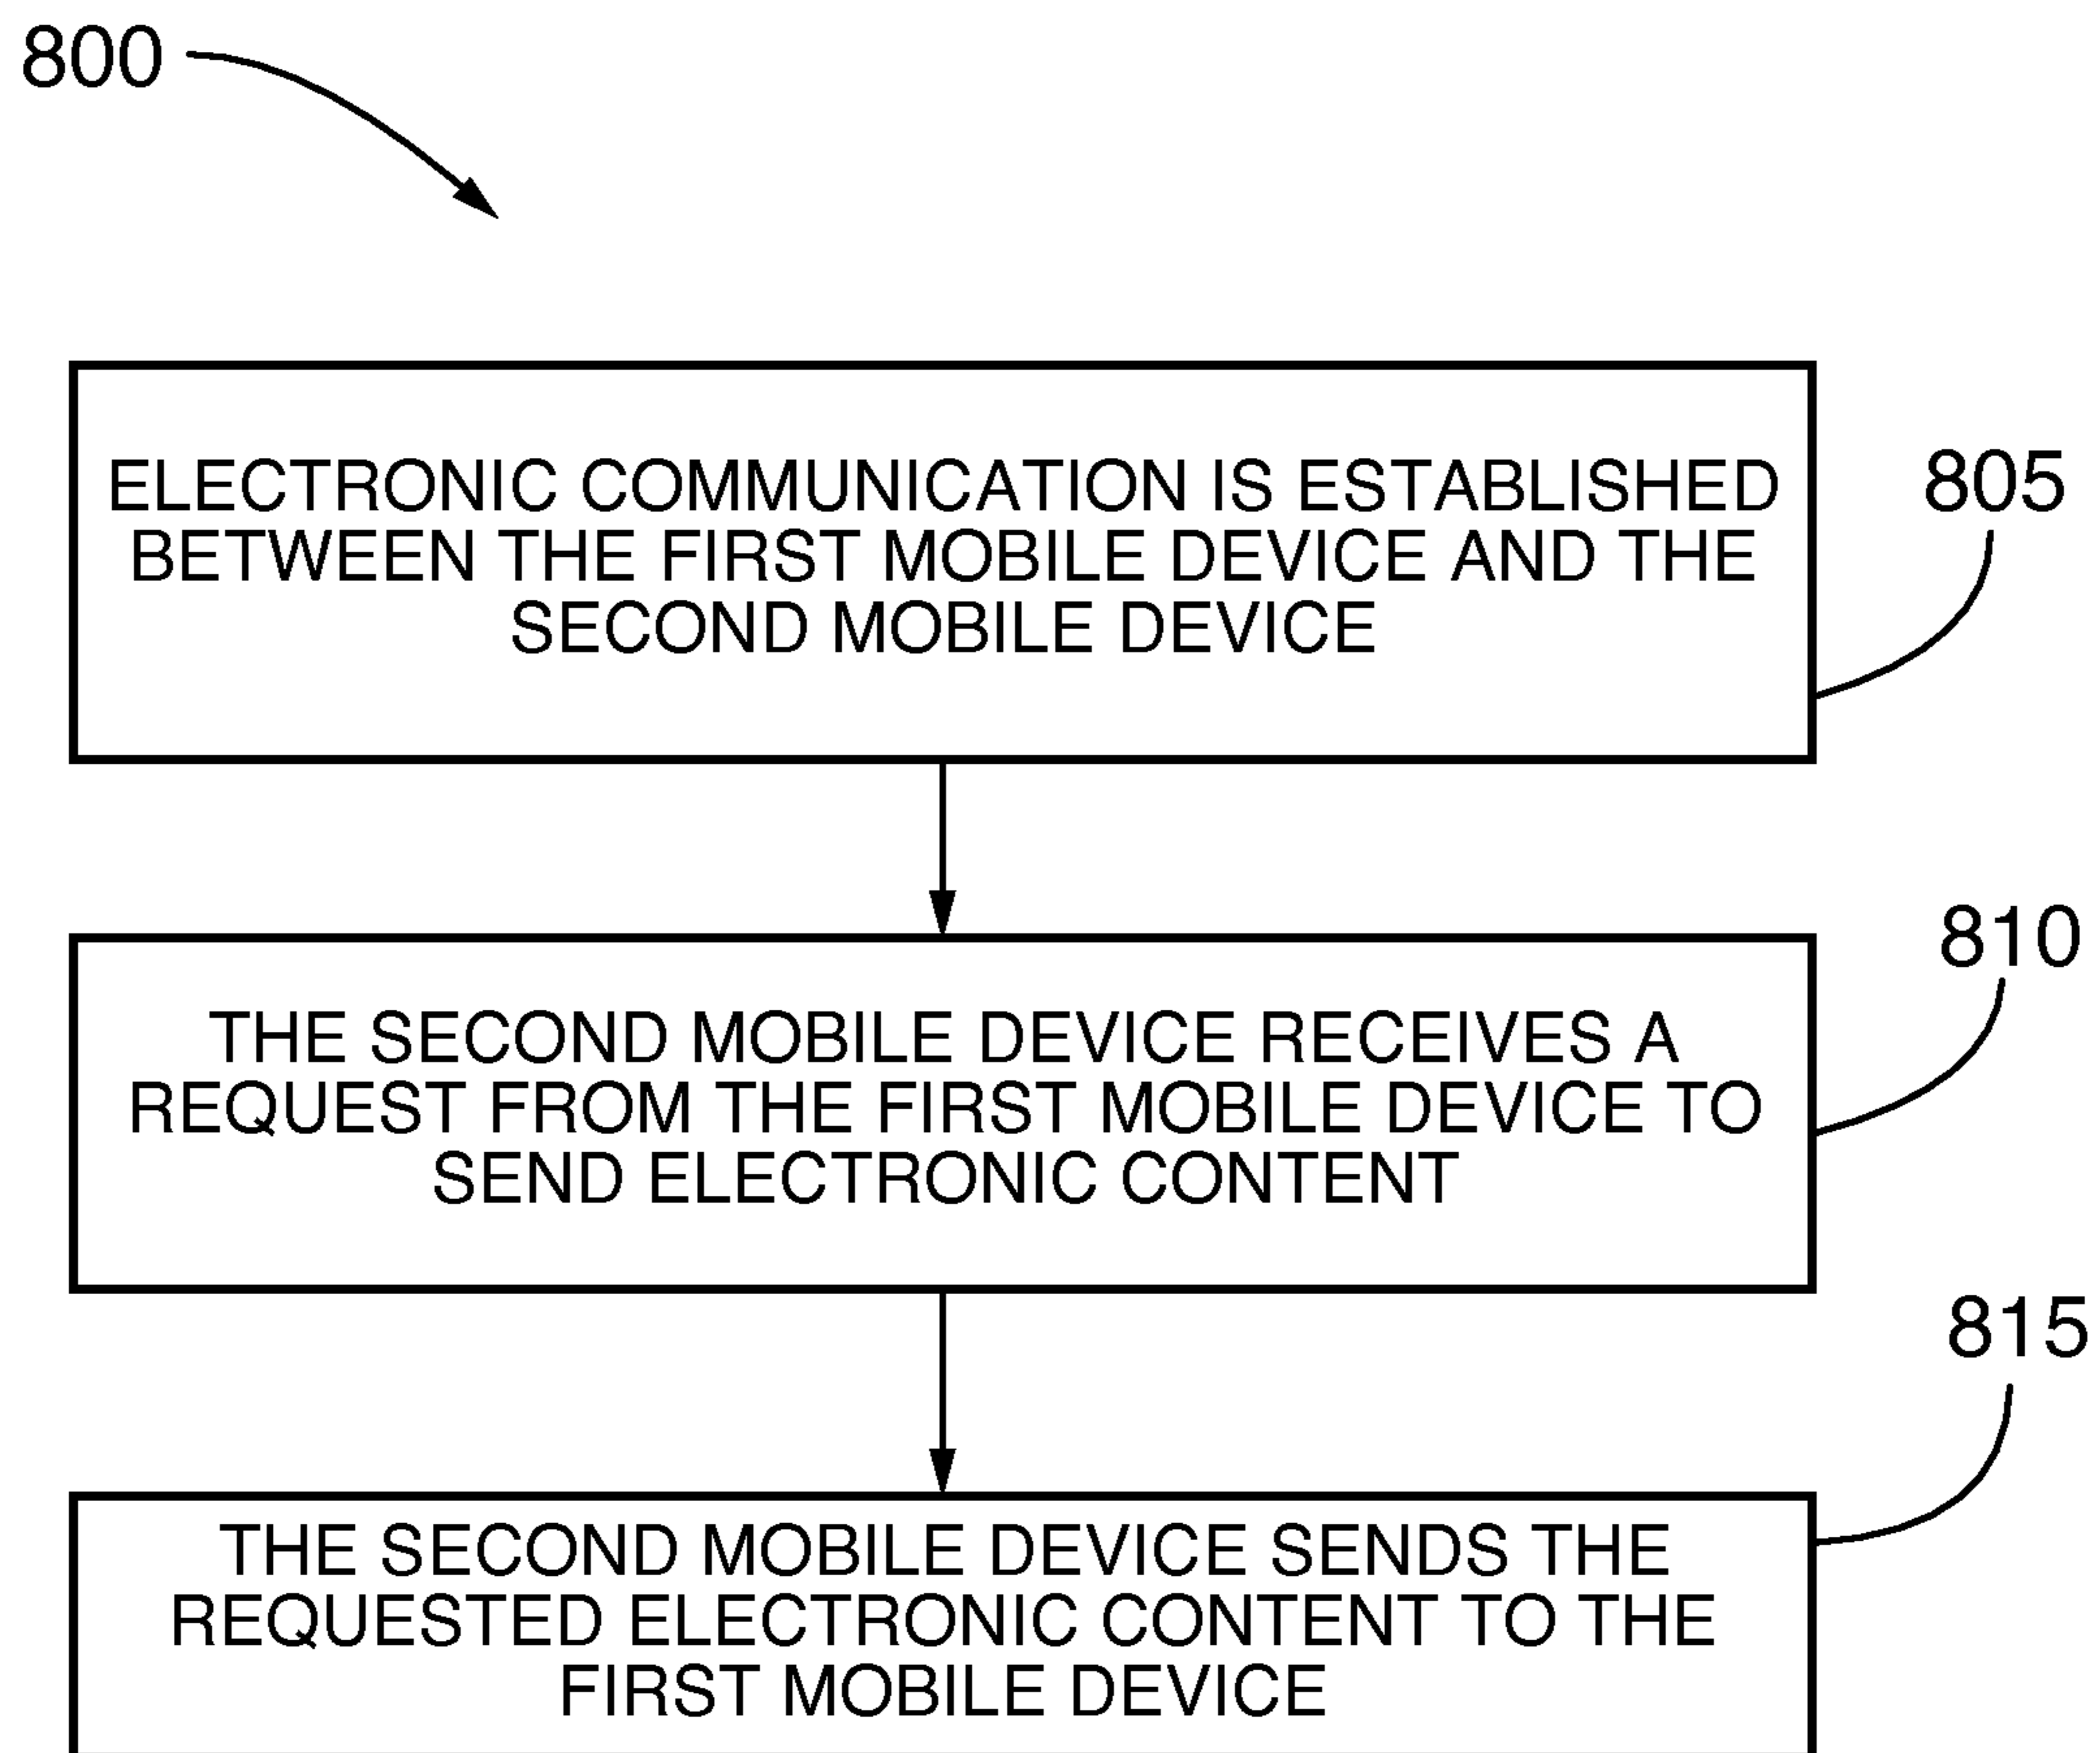 800
ELECTRONIC COMMUNICATION IS ESTABLISHED
BETWEEN THE FIRST MOBILE DEVICE AND THE
SECOND MOBILE DEVICE
805
THE SECOND MOBILE DEVICE RECEIVES A
REQUEST FROM THE FIRST MOBILE DEVICE TO
SEND ELECTRONIC CONTENT
810
THE SECOND MOBILE DEVICE SENDS THE
REQUESTED ELECTRONIC CONTENT TO THE
FIRST MOBILE DEVICE
815